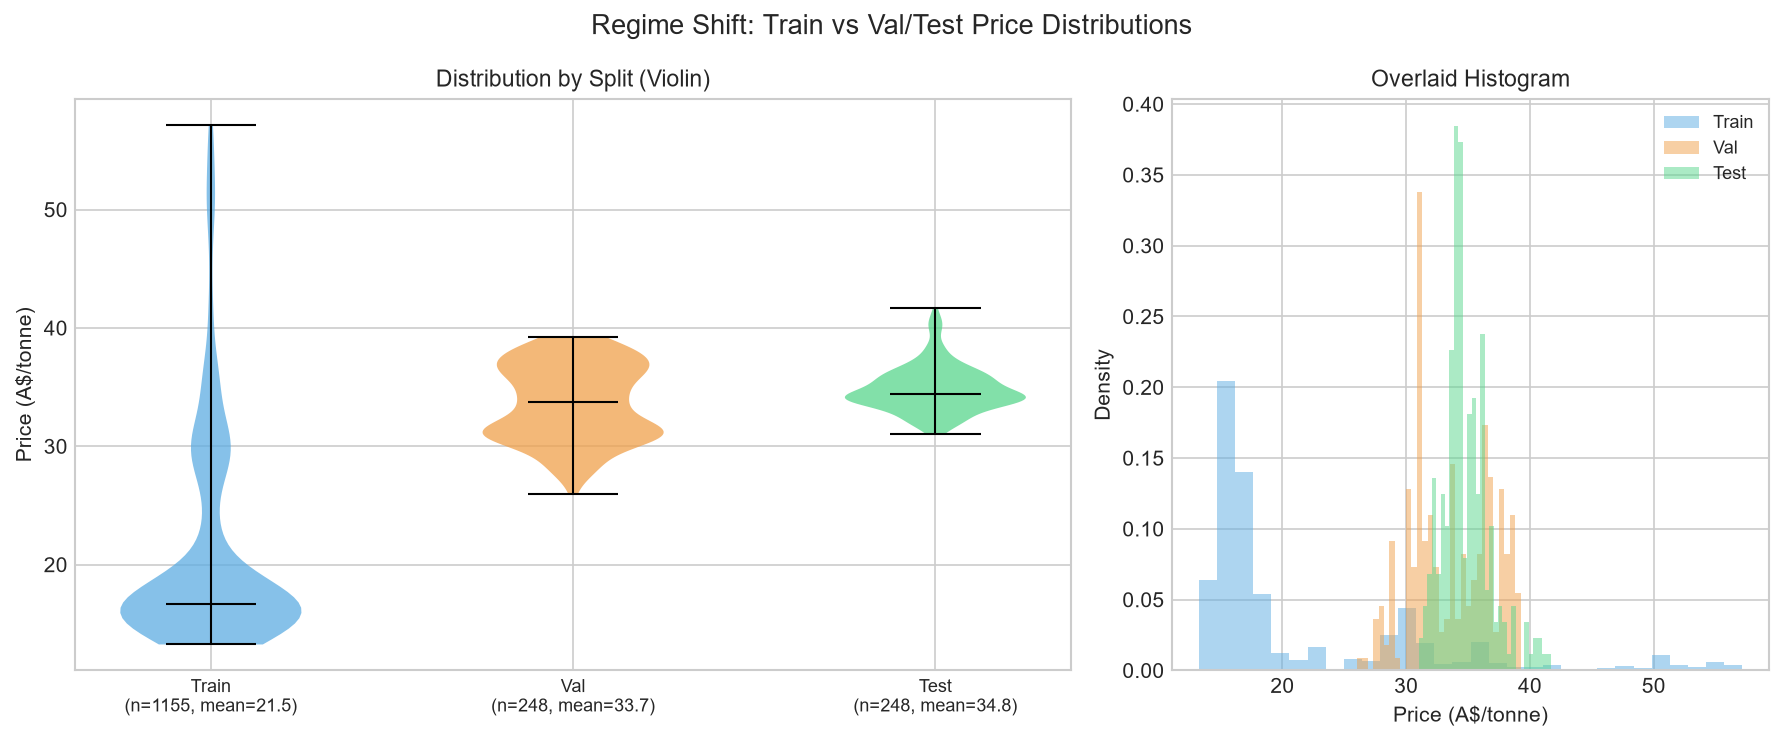 Regime Shift: Train vs Val/Test Price Distributions
Distribution by Split (Violin)
Price (A$/tonne)
50
40
30
20
Train
(n=1155, mean=21.5)
Val
(n=248, mean=33.7)
Test
(n=248, mean=34.8)
Overlaid Histogram
Density
0.40
0.35
0.30
0.25
0.20
0.15
0.10
0.05
0.00
20
30
40
50
Price (A$/tonne)
Train
Val
Test